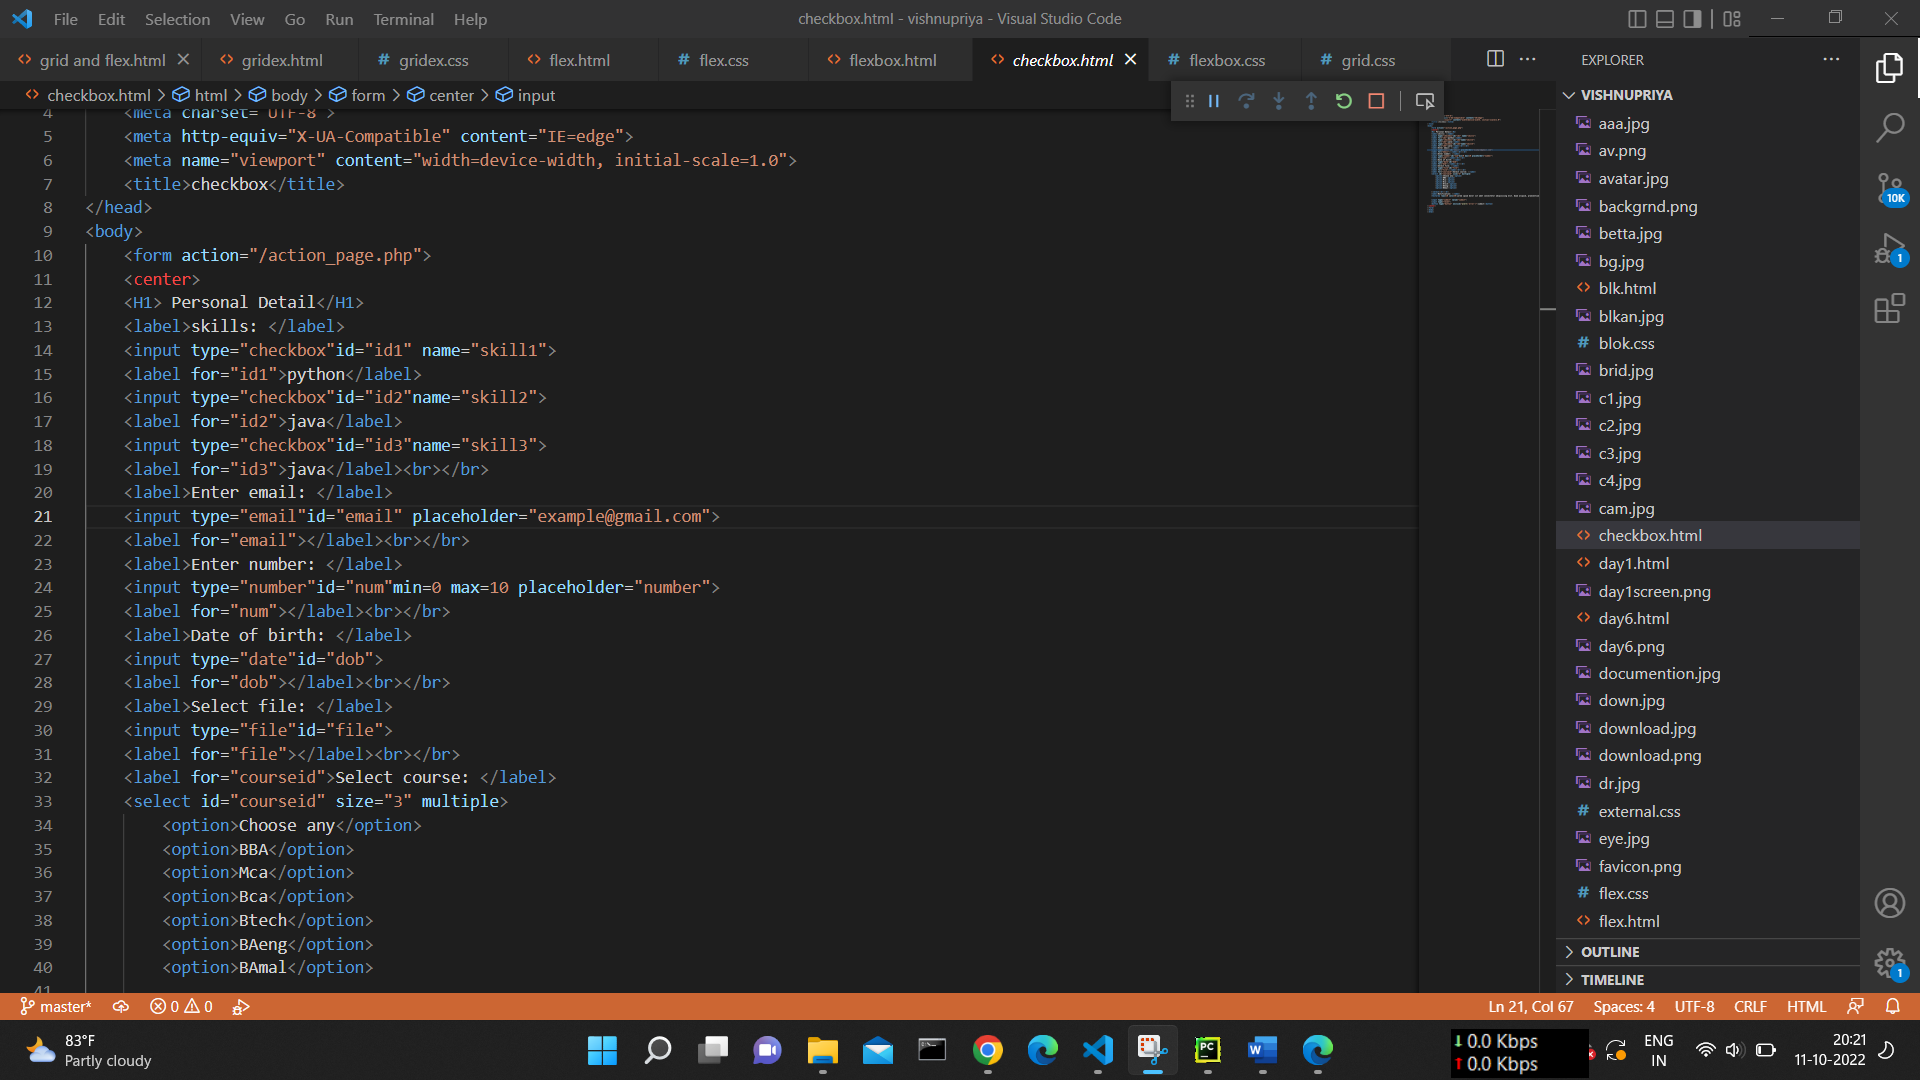 File Edit Selection View Go Run Terminal Help
checkbox.html - vishnupriya - Visual Studio Code
grid and flex.html
gridex.html
# gridex.css
flex.html
# flex.css
flexbox.html
checkbox.html
# flexbox.css
# grid.css
checkbox.html > html > body > form > center > input
4 <meta charset="UTF-8">
5 <meta http-equiv="X-UA-Compatible" content="IE=edge">
6 <meta name="viewport" content="width=device-width, initial-scale=1.0">
7 <title>checkbox</title>
8 </head>
9 <body>
10 <form action="/action_page.php">
11 <center>
12 <H1> Personal Detail</H1>
13 <label>skills: </label>
14 <input type="checkbox"id="id1" name="skill1">
15 <label for="id1">python</label>
16 <input type="checkbox"id="id2"name="skill2">
17 <label for="id2">java</label>
18 <input type="checkbox"id="id3"name="skill3">
19 <label for="id3">java</label><br></br>
20 <label>Enter email: </label>
21 <input type="email"id="email" placeholder="example@gmail.com">
22 <label for="email"></label><br></br>
23 <label>Enter number: </label>
24 <input type="number"id="num"min=0 max=10 placeholder="number">
25 <label for="num"></label><br></br>
26 <label>Date of birth: </label>
27 <input type="date"id="dob">
28 <label for="dob"></label><br></br>
29 <label>Select file: </label>
30 <input type="file"id="file">
31 <label for="file"></label><br></br>
32 <label for="courseid">Select course: </label>
33 <select id="courseid" size="3" multiple>
34 <option>Choose any</option>
35 <option>BBA</option>
36 <option>Mca</option>
37 <option>Bca</option>
38 <option>Btech</option>
39 <option>BAeng</option>
40 <option>BAmal</option>
41
EXPLORER
VISHNUPRIYA
aaa.jpg
av.png
avatar.jpg
backgrnd.png
betta.jpg
bg.jpg
blk.html
blkan.jpg
# blok.css
brid.jpg
c1.jpg
c2.jpg
c3.jpg
c4.jpg
cam.jpg
checkbox.html
day1.html
day1screen.png
day6.html
day6.png
documention.jpg
down.jpg
download.jpg
download.png
dr.jpg
# external.css
eye.jpg
favicon.png
# flex.css
flex.html
OUTLINE
TIMELINE
10K
1
1
master* 0 0
Ln 21, Col 67 Spaces: 4 UTF-8 CRLF HTML
83°F
Partly cloudy
PC
W
↓ 0.0 Kbps
↑ 0.0 Kbps
ENG
IN
20:21
11-10-2022